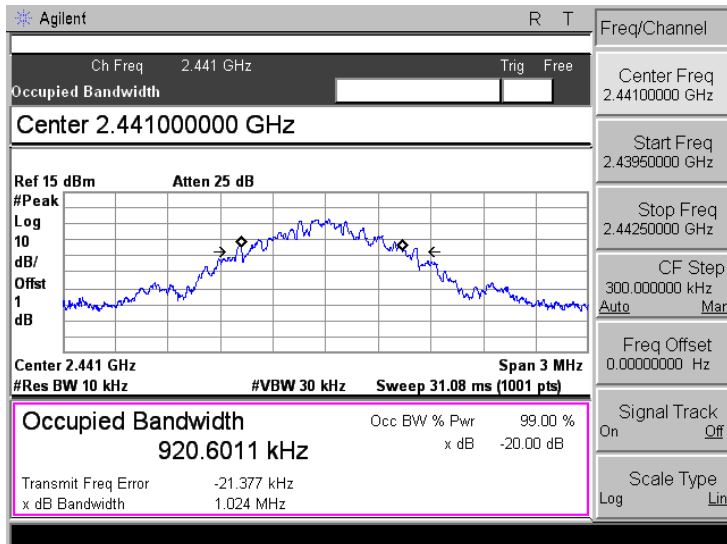 Agilent R T
Ch Freq 2.441 GHz Trig Free
Occupied Bandwidth
Center 2.441000000 GHz
Ref 15 dBm Atten 25 dB
#Peak
Log
10
dB/
Offst
1
dB
Center 2.441 GHz Span 3 MHz
#Res BW 10 kHz #VBW 30 kHz Sweep 31.08 ms (1001 pts)
Occupied Bandwidth Occ BW % Pwr 99.00 %
920.6011 kHz x dB -20.00 dB
Transmit Freq Error -21.377 kHz
x dB Bandwidth 1.024 MHz
Freq/Channel
Center Freq
2.44100000 GHz
Start Freq
2.43950000 GHz
Stop Freq
2.44250000 GHz
CF Step
300.000000 kHz
Auto Man
Freq Offset
0.00000000 Hz
Signal Track
On Off
Scale Type
Log Lin